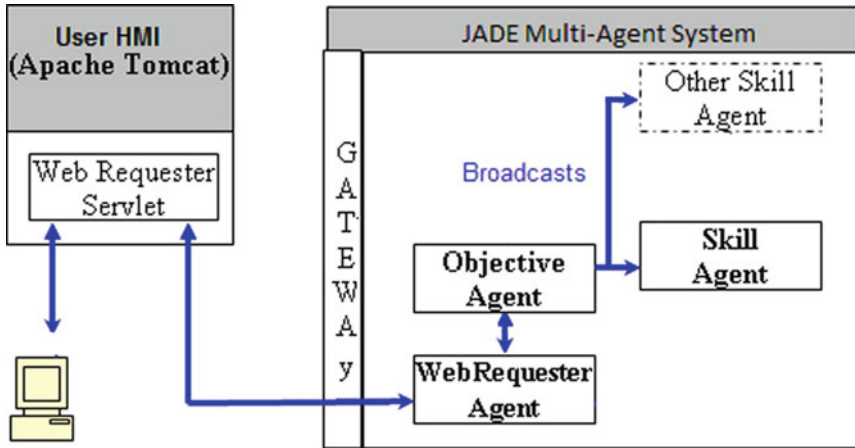 User HMI
(Apache Tomcat)
Web Requester
Servlet
JADE Multi-Agent System
GATEWAy
Other Skill
Agent
Broadcasts
Skill
Agent
Objective
Agent
WebRequester
Agent